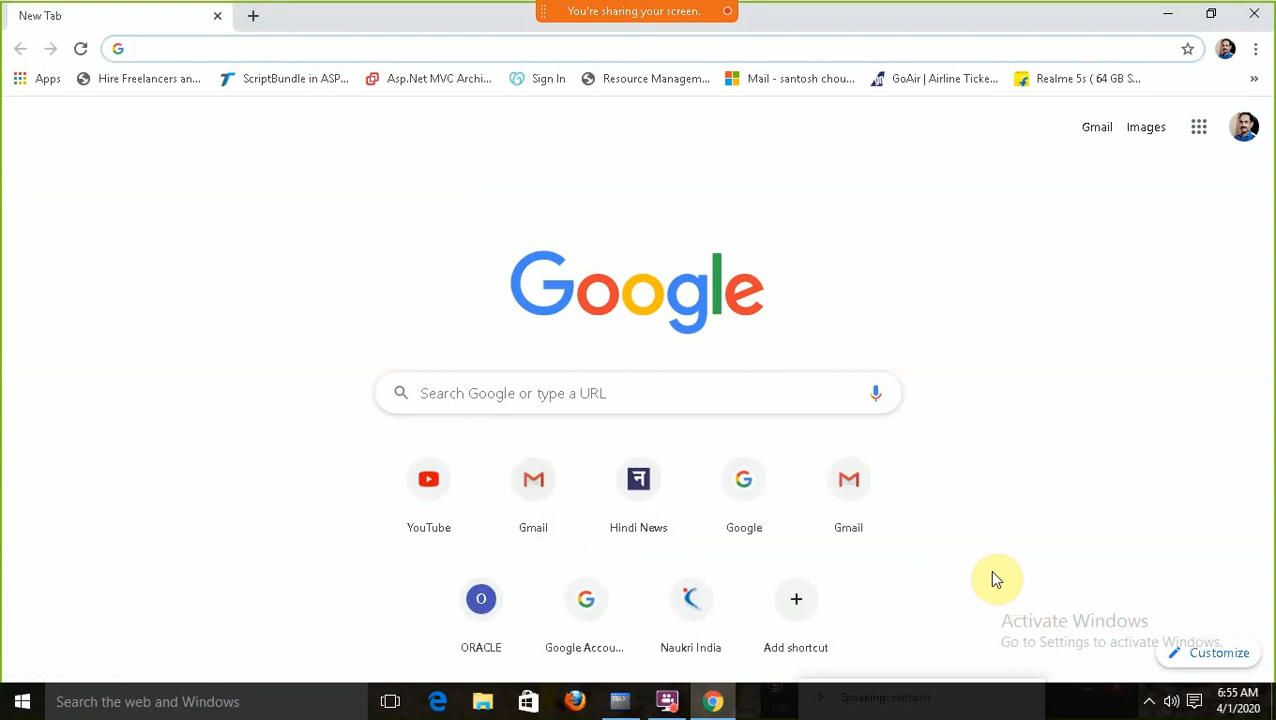 New Tab
You're sharing your screen.
Apps
Hire Freelancers an...
ScriptBundle in ASP...
Asp.Net MVC Archi...
Sign In
Resource Managem...
Mail - santosh chou...
GoAir | Airline Ticke...
Realme 5s ( 64 GB S...
»
Gmail
Images
Google
Search Google or type a URL
न
YouTube
Gmail
Hindi News
Google
Gmail
O
ORACLE
Google Accou...
Naukri India
Add shortcut
Activate Windows
Go to Settings to activate Windows.
Customize
Search the web and Windows
Speaking: santosh
6:55 AM
4/1/2020